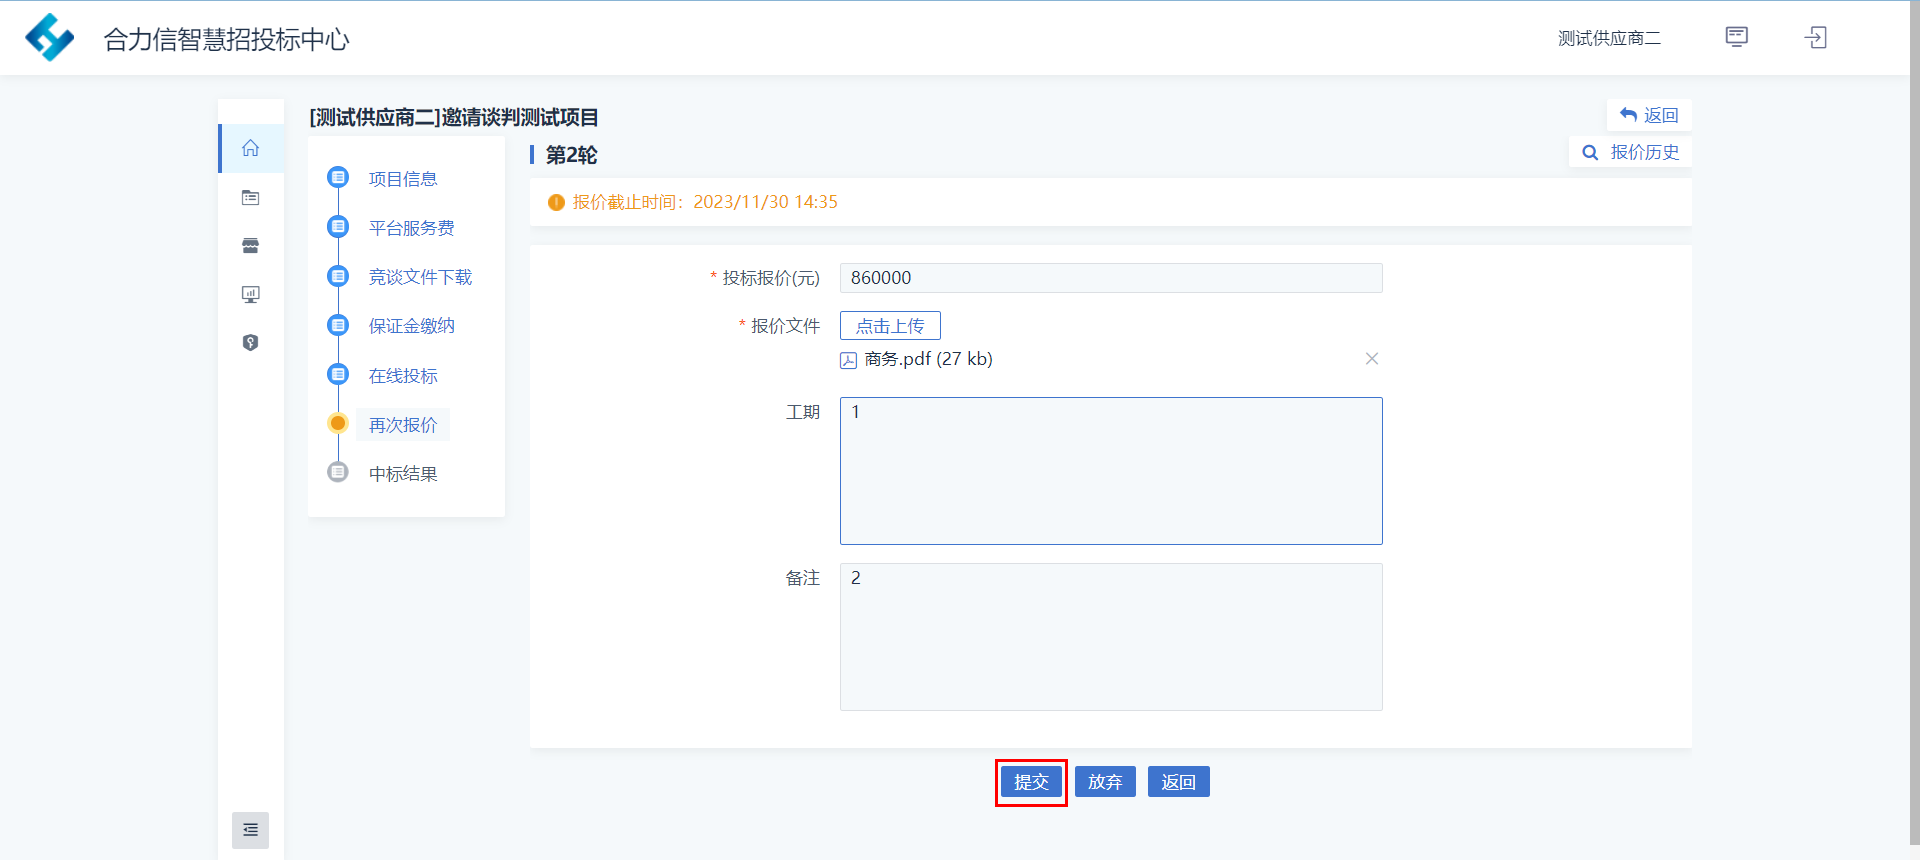 合力信智慧招投标中心
测试供应商二
[测试供应商二]邀请谈判测试项目
返回
第2轮
报价历史
项目信息
平台服务费
竞谈文件下载
保证金缴纳
在线投标
再次报价
中标结果
报价截止时间：2023/11/30 14:35
* 投标报价(元)
860000
* 报价文件
点击上传
商务.pdf (27 kb)
工期
1
备注
2
提交
放弃
返回